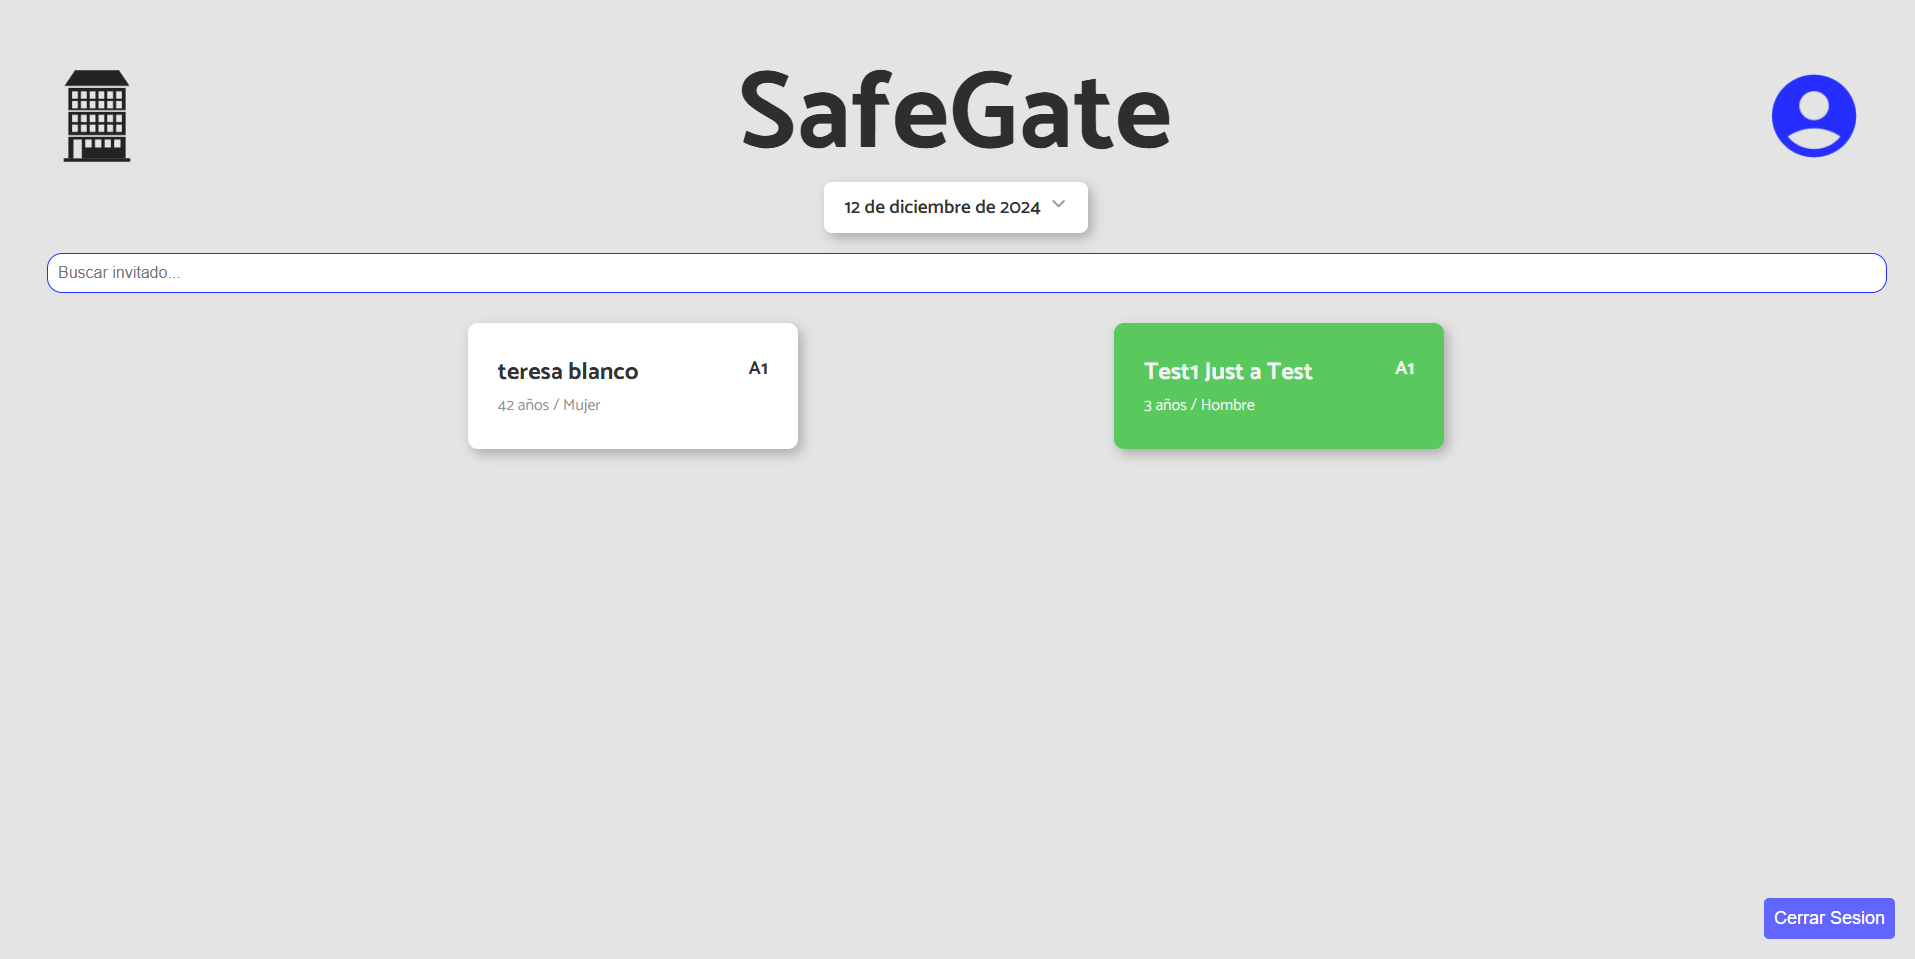 SafeGate
12 de diciembre de 2024
Buscar invitado...
teresa blanco
A1
42 años / Mujer
Test1 Just a Test
A1
3 años / Hombre
Cerrar Sesion